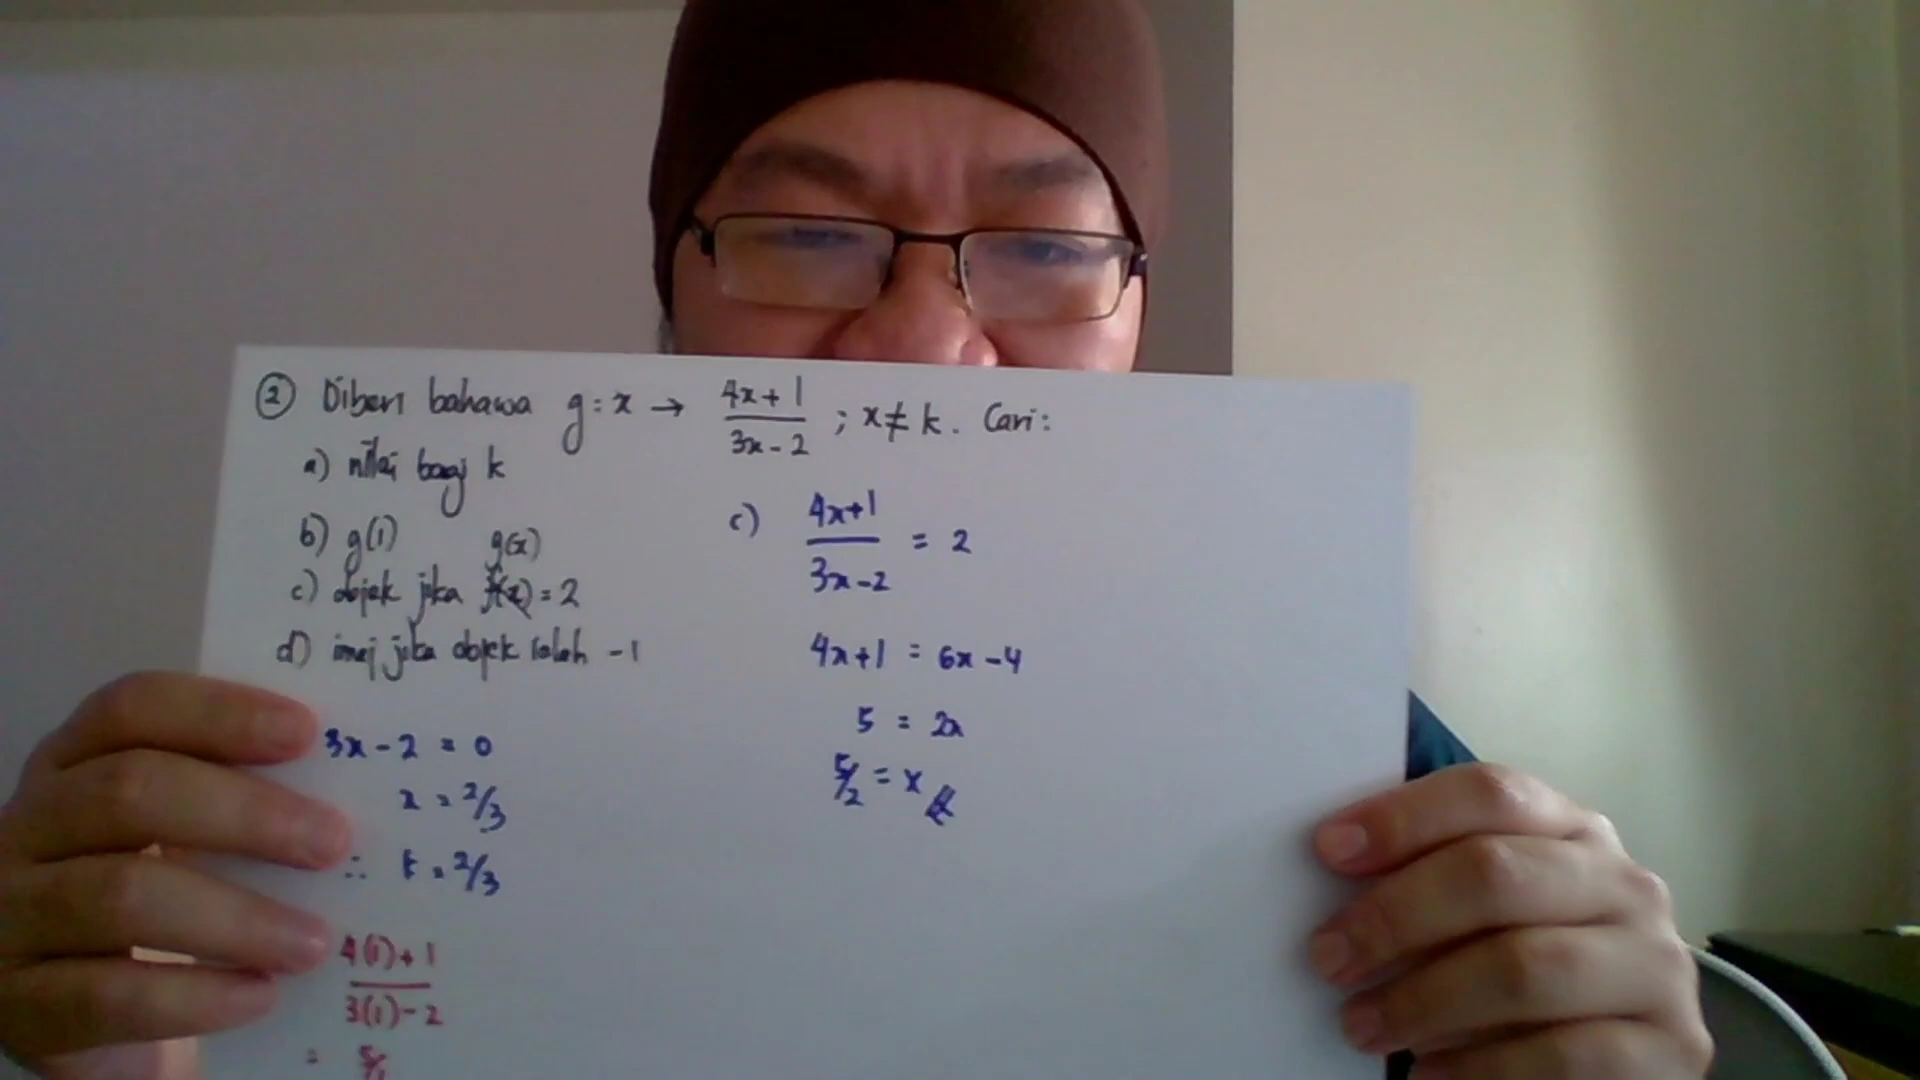 ② Diberi bahawa g: x → (4x + 1)/(3x - 2) ; x ≠ k. Cari:
a) nilai bagi k
b) g(1)
g(x)
c) objek jika f(x) = 2
d) imej jika objek ialah -1
3x - 2 = 0
x = 2/3
∴ k = 2/3
4(1) + 1
3(1) - 2
= 5/1
c) (4x+1)/(3x-2) = 2
4x+1 = 6x - 4
5 = 2x
5/2 = x